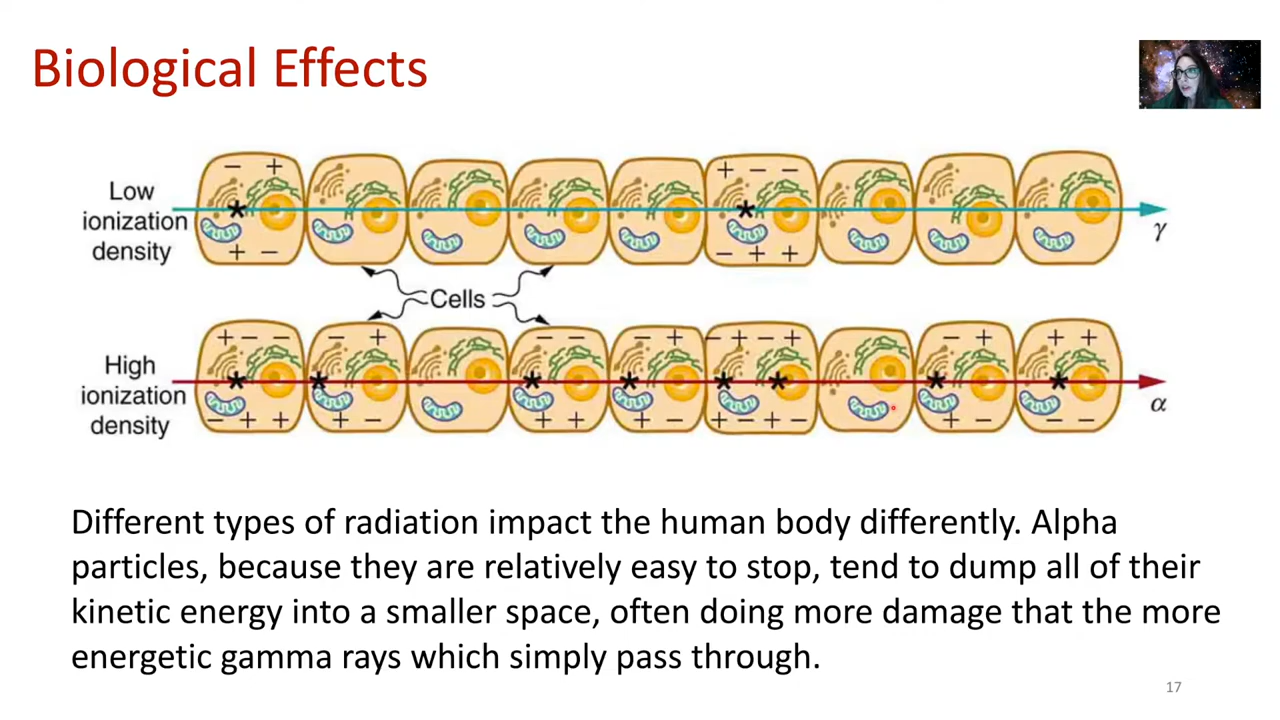 Biological Effects
Low
ionization
density
γ
Cells
High
ionization
density
α
Different types of radiation impact the human body differently. Alpha
particles, because they are relatively easy to stop, tend to dump all of their
kinetic energy into a smaller space, often doing more damage that the more
energetic gamma rays which simply pass through.
17